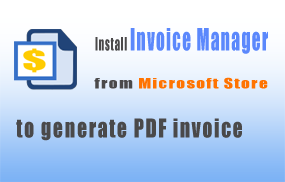 Install Invoice Manager
from Microsoft Store
to generate PDF invoice
$